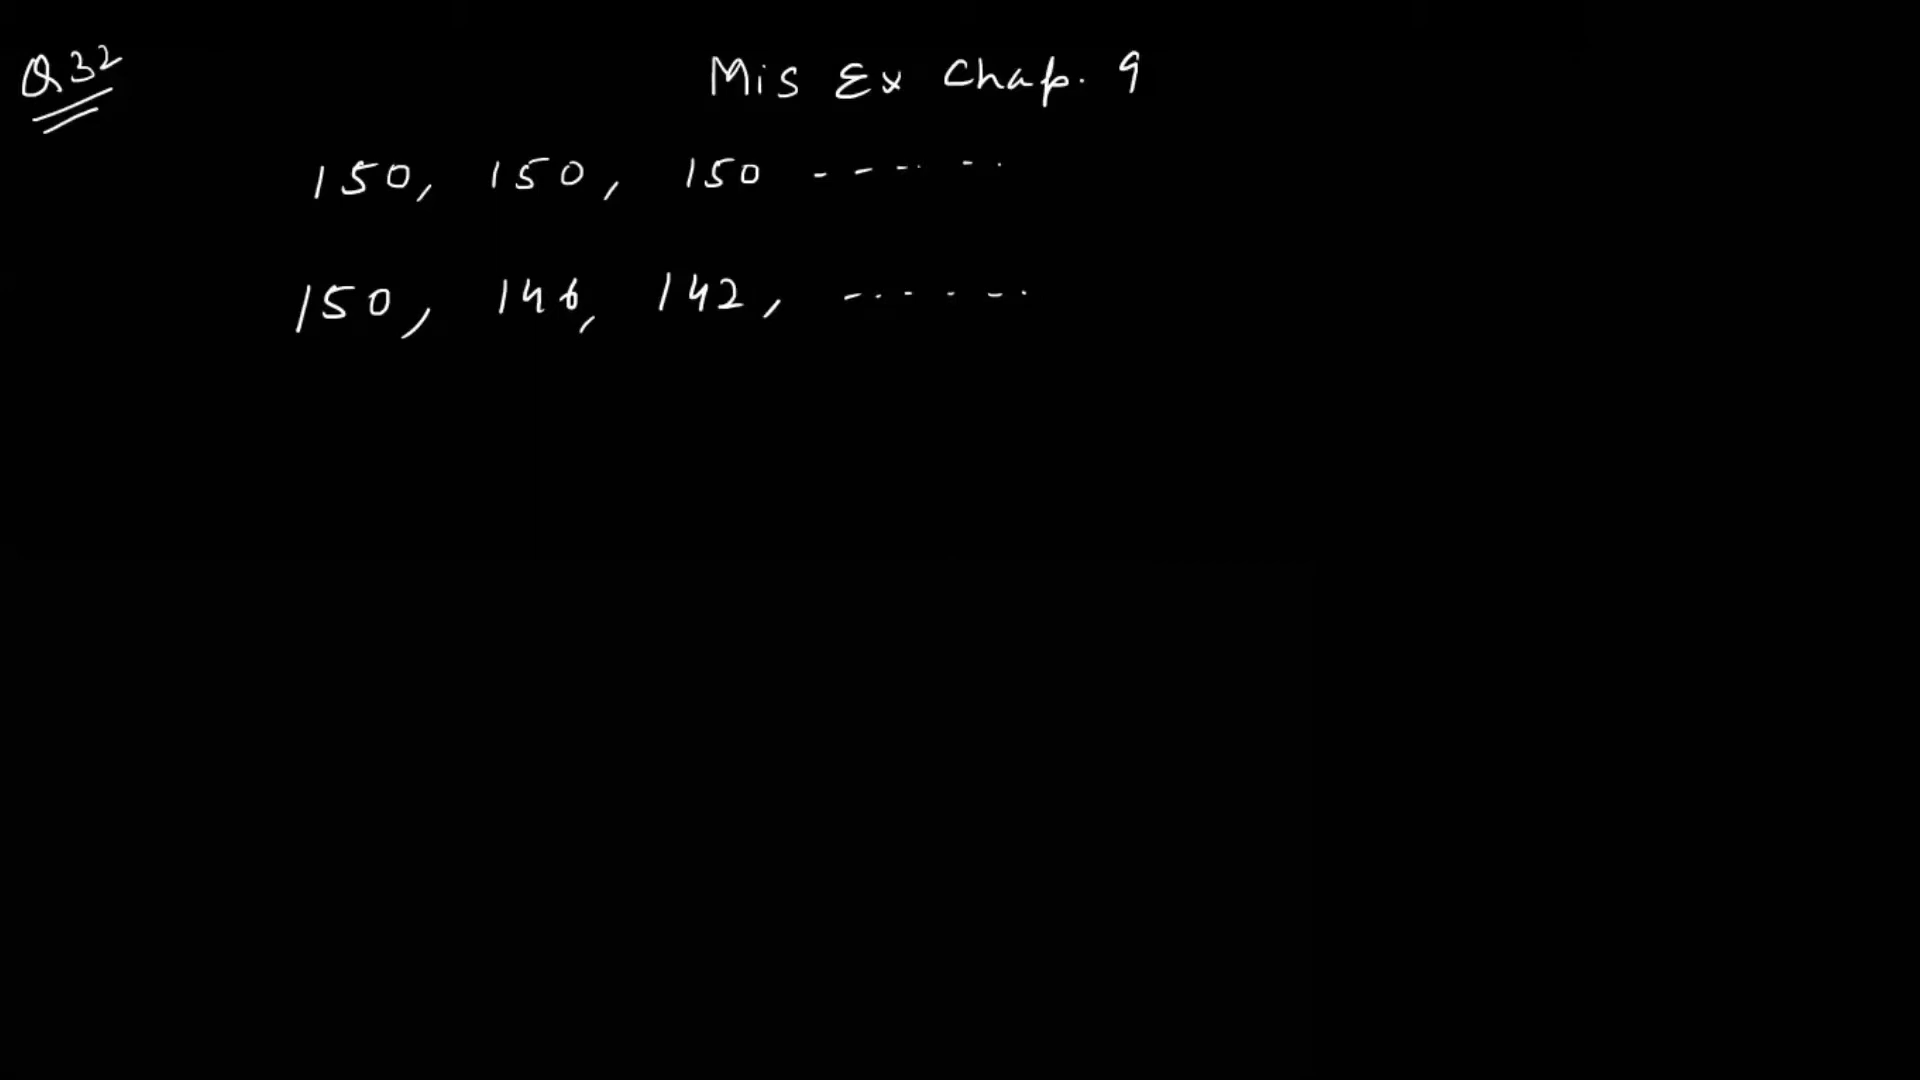 Q32
Mis Ex Chap. 9
150, 150, 150 - - - - - -
150, 146, 142, - - - - - -